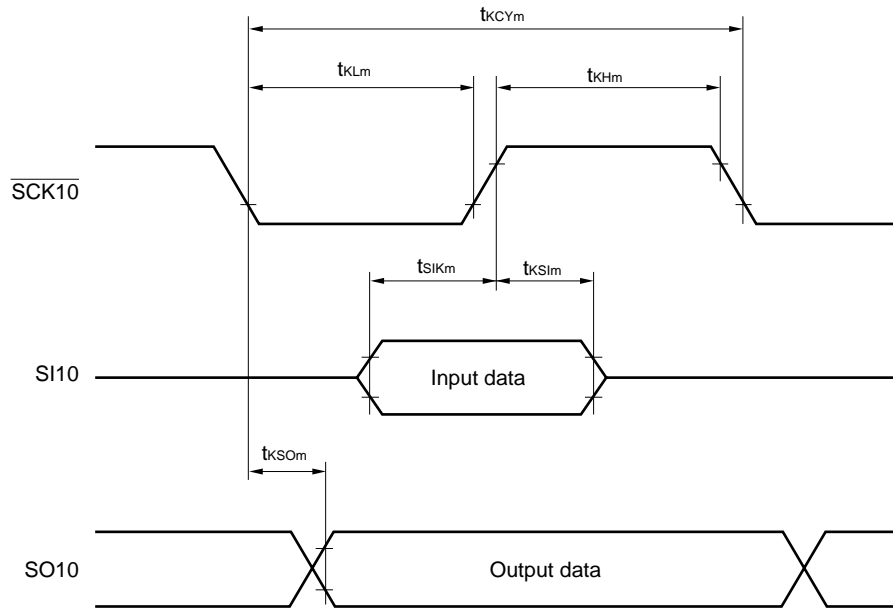 tKCYm
tKLm
tKHm
SCK10
tSIKm
tKSIm
SI10
Input data
tKSOm
SO10
Output data